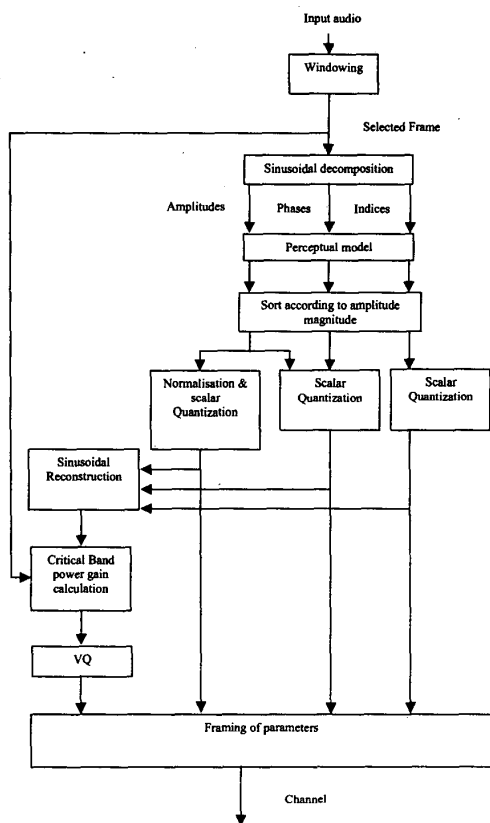 Input audio
Windowing
Selected Frame
Sinusoidal decomposition
Amplitudes
Phases
Indices
Perceptual model
Sort according to amplitude
magnitude
Normalisation &
scalar
Quantization
Scalar
Quantization
Scalar
Quantization
Sinusoidal
Reconstruction
Critical Band
power gain
calculation
VQ
Framing of parameters
Channel